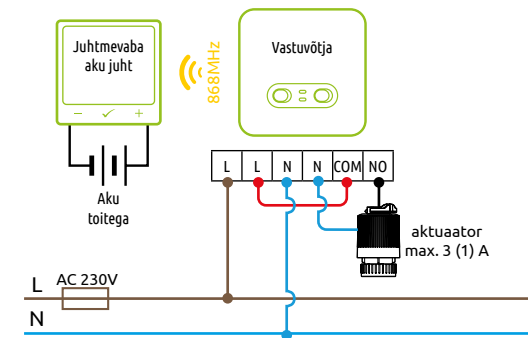 Juhtmevaba
aku juht
− ✓ +
868MHz
Vastuvõtja
L L N N COM NO
Aku
toitega
aktuaator
max. 3 (1) A
L AC 230V
N